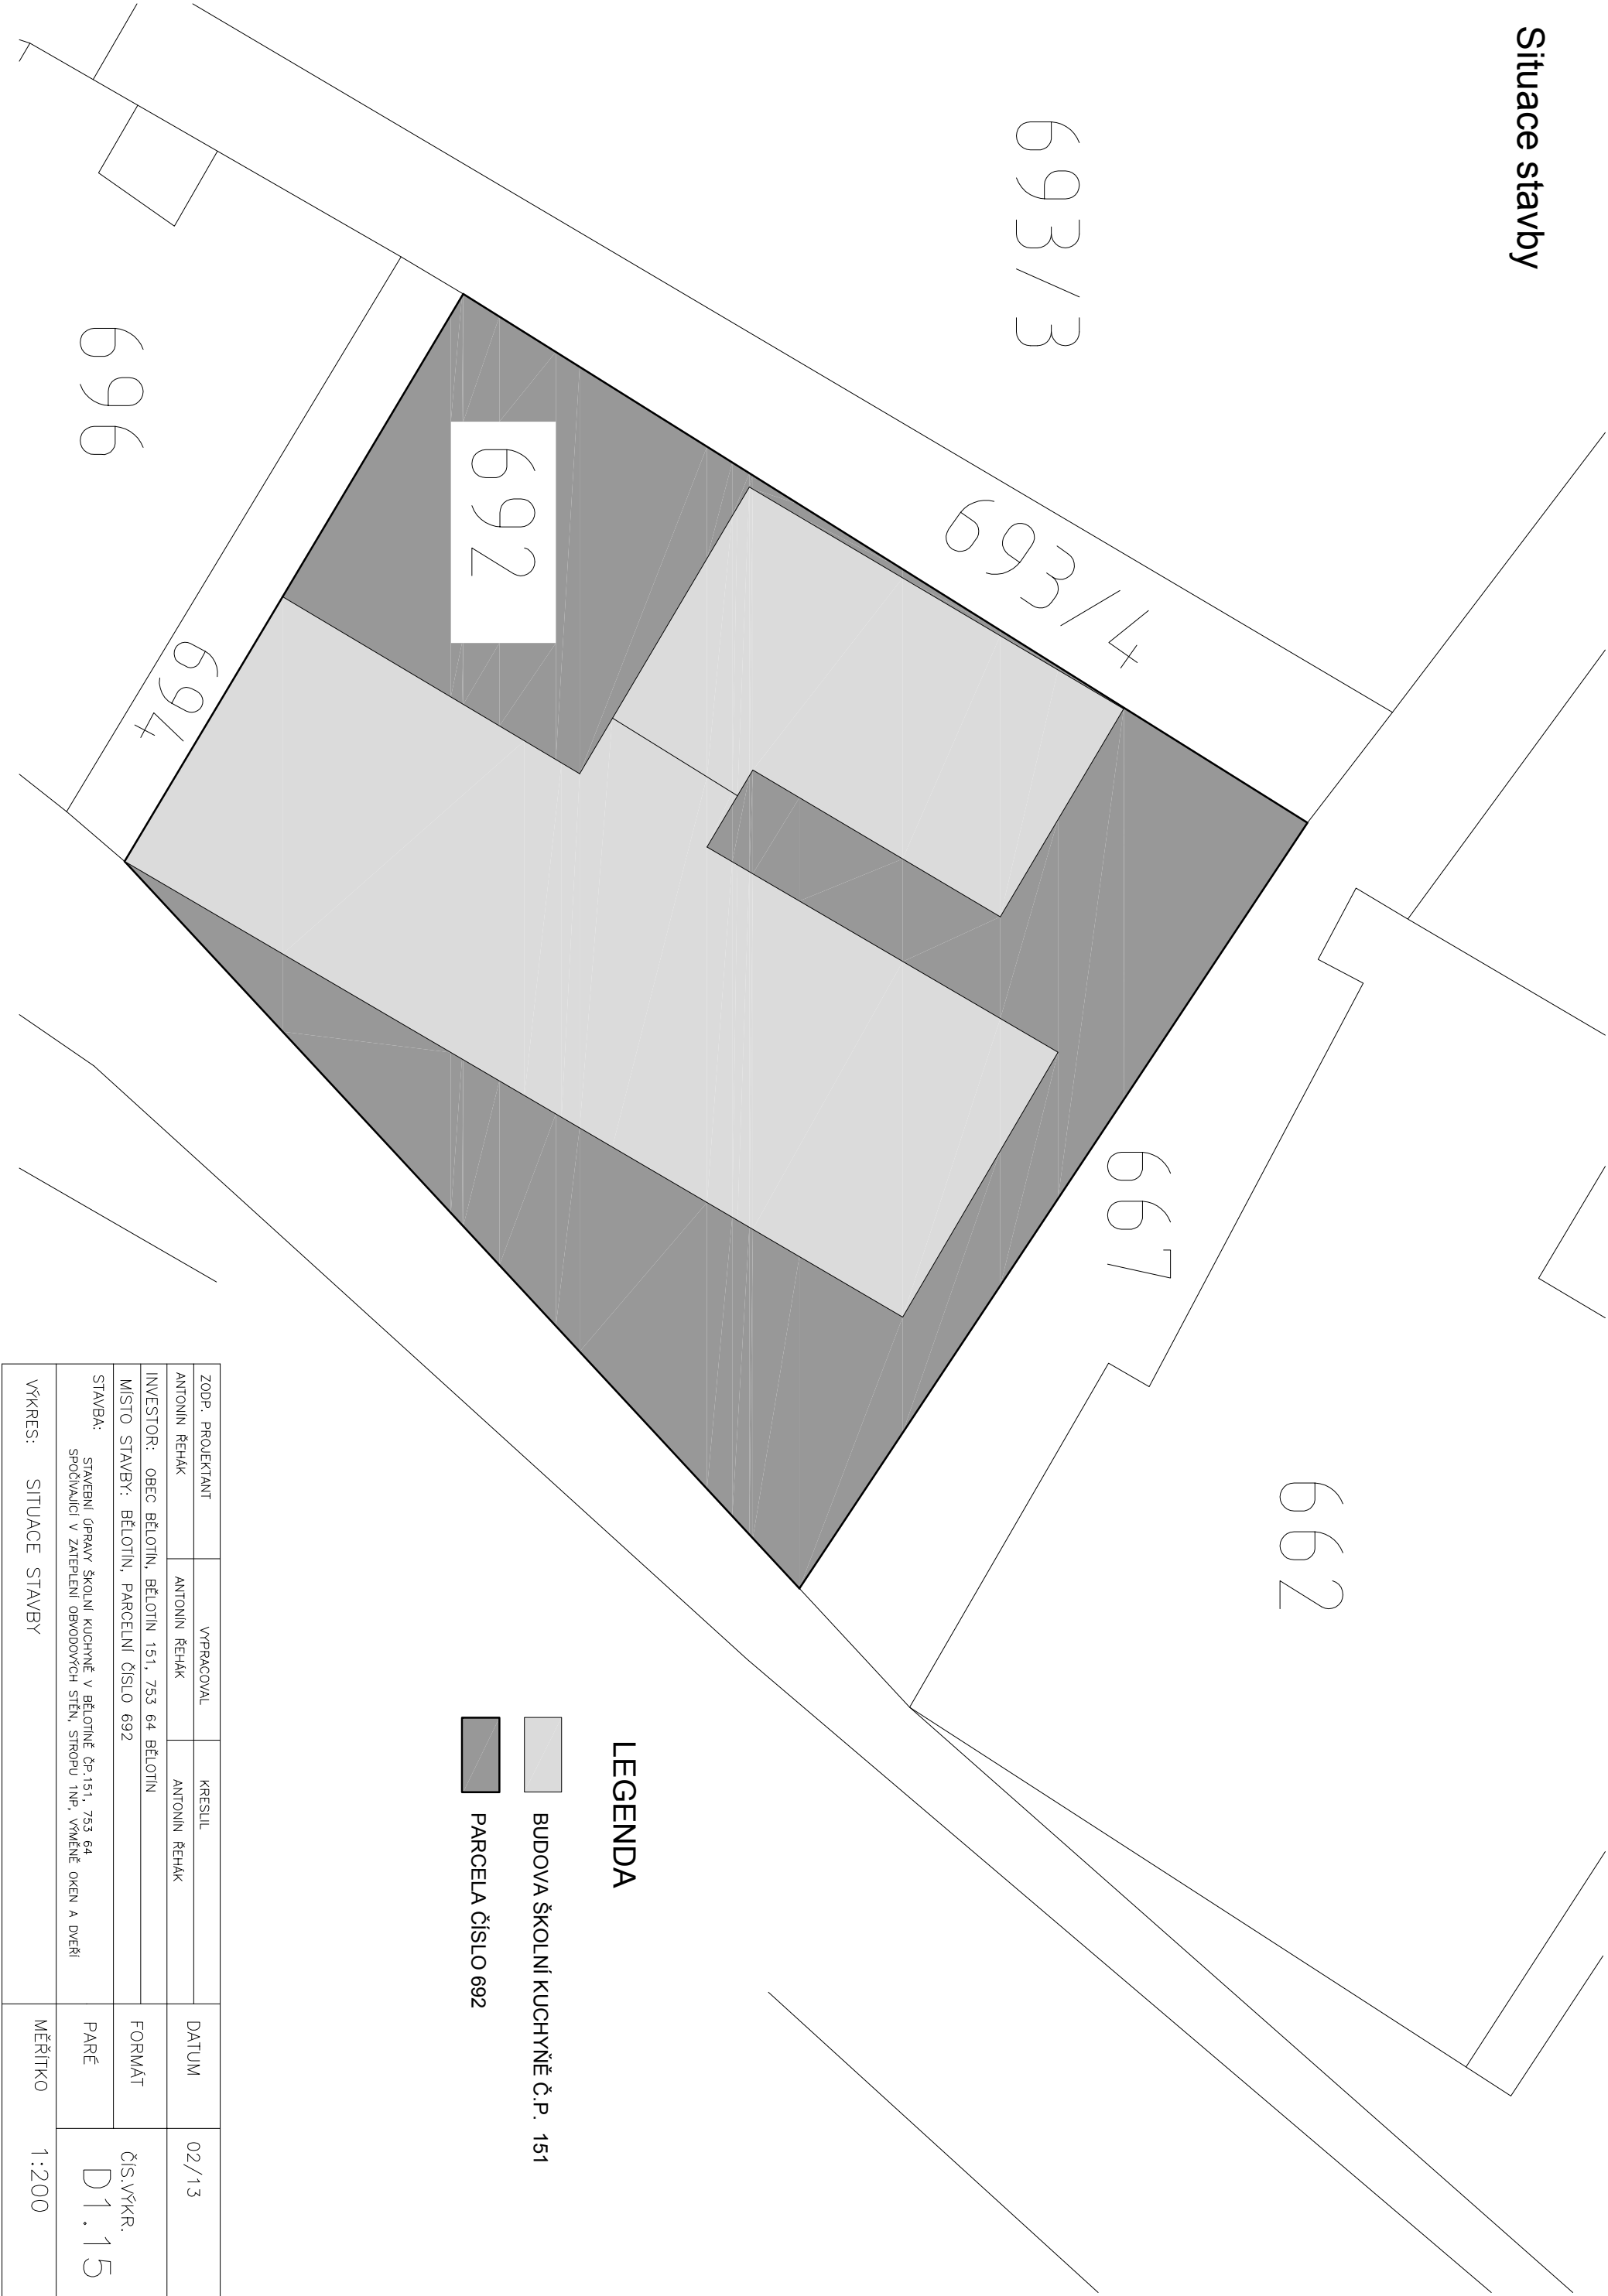 Situace stavby
693/3
693/4
662
667
692
696
694
LEGENDA
BUDOVA ŠKOLNÍ KUCHYŇĚ Č.P. 151
PARCELA ČÍSLO 692
ZODP. PROJEKTANT VYPRACOVAL KRESLIL
ANTONÍN ŘEHÁK ANTONÍN ŘEHÁK ANTONÍN ŘEHÁK
DATUM 02/13
INVESTOR: OBEC BĚLOTÍN, BĚLOTÍN 151, 753 64 BĚLOTÍN
MÍSTO STAVBY: BĚLOTÍN, PARCELNÍ ČÍSLO 692
FORMÁT
ČÍS.VÝKR.
STAVBA: STAVEBNÍ ÚPRAVY ŠKOLNÍ KUCHYNĚ V BĚLOTÍNĚ ČP.151, 753 64
SPOČÍVAJÍCÍ V ZATEPLENÍ OBVODOVÝCH STĚN, STROPU 1NP, VÝMĚNĚ OKEN A DVEŘÍ
PARÉ
D1.15
VÝKRES: SITUACE STAVBY
MĚŘÍTKO 1:200